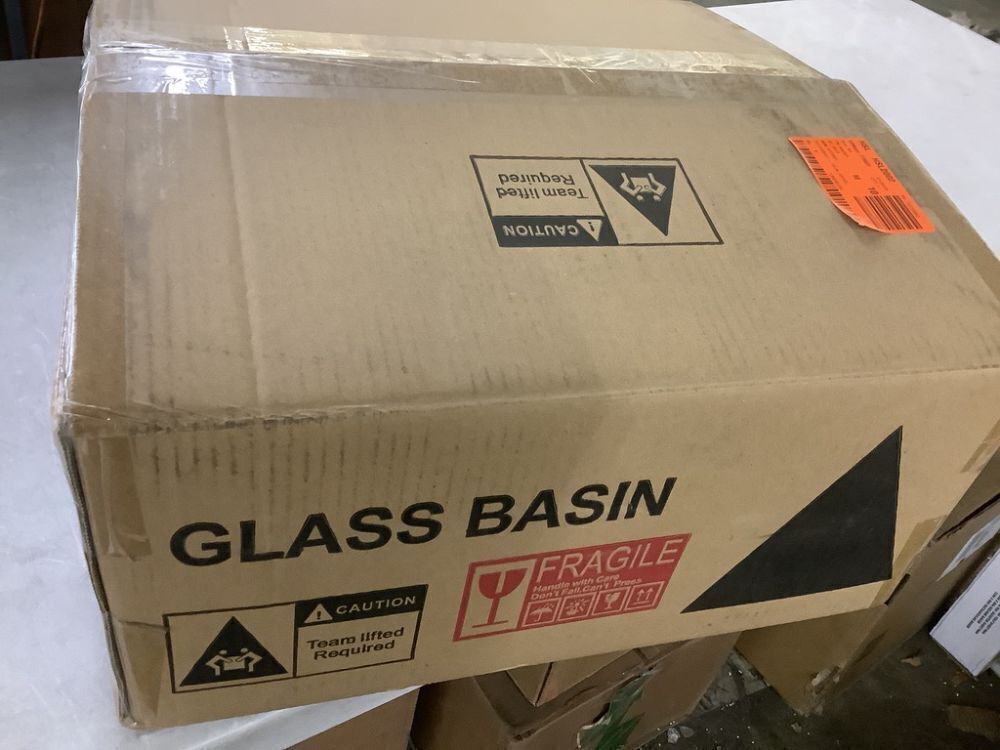 CAUTION
Team lifted
Required
GLASS BASIN
FRAGILE
Handle with Care
Don't Fall,Can't Press
CAUTION
Team lifted
Required